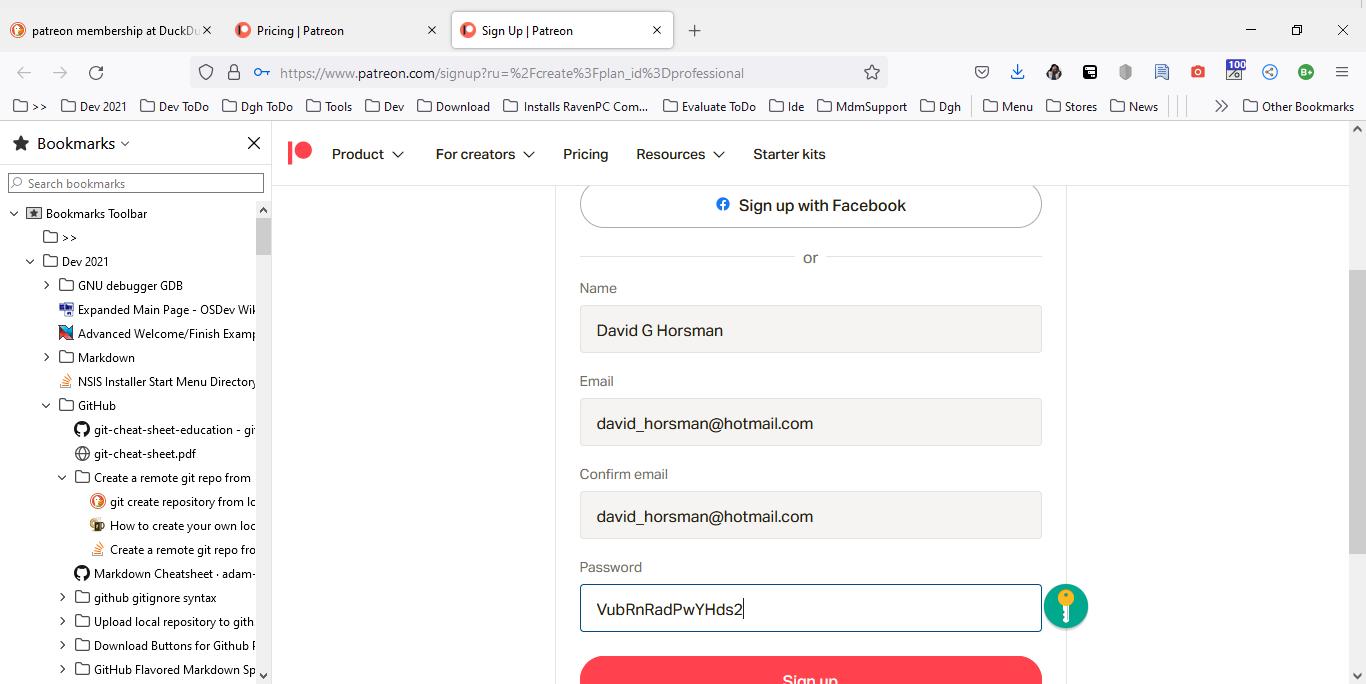 patreon membership at DuckDu
Pricing | Patreon
Sign Up | Patreon
https://www.patreon.com/signup?ru=%2Fcreate%3Fplan_id%3Dprofessional
100
B+
>>
Dev 2021
Dev ToDo
Dgh ToDo
Tools
Dev
Download
Installs RavenPC Com...
Evaluate ToDo
Ide
MdmSupport
Dgh
Menu
Stores
News
Other Bookmarks
Bookmarks
Search bookmarks
Bookmarks Toolbar
>>
Dev 2021
GNU debugger GDB
Expanded Main Page - OSDev Wik
Advanced Welcome/Finish Examp
Markdown
NSIS Installer Start Menu Directory
GitHub
git-cheat-sheet-education - gi
git-cheat-sheet.pdf
Create a remote git repo from
git create repository from lo
How to create your own loc
Create a remote git repo fro
Markdown Cheatsheet · adam-
github gitignore syntax
Upload local repository to gith
Download Buttons for Github P
GitHub Flavored Markdown Sp
Product
For creators
Pricing
Resources
Starter kits
Sign up with Facebook
or
Name
David G Horsman
Email
david_horsman@hotmail.com
Confirm email
david_horsman@hotmail.com
Password
VubRnRadPwYHds2
Sign up